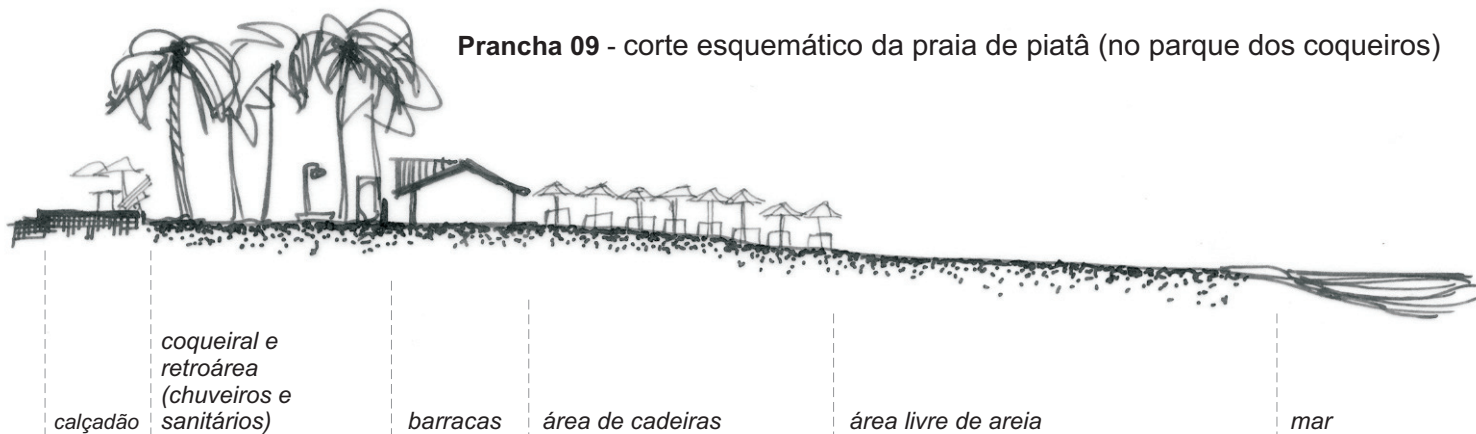 Prancha 09 - corte esquemático da praia de piatâ (no parque dos coqueiros)
calçadão
coqueiral e
retroárea
(chuveiros e
sanitários)
barracas
área de cadeiras
área livre de areia
mar